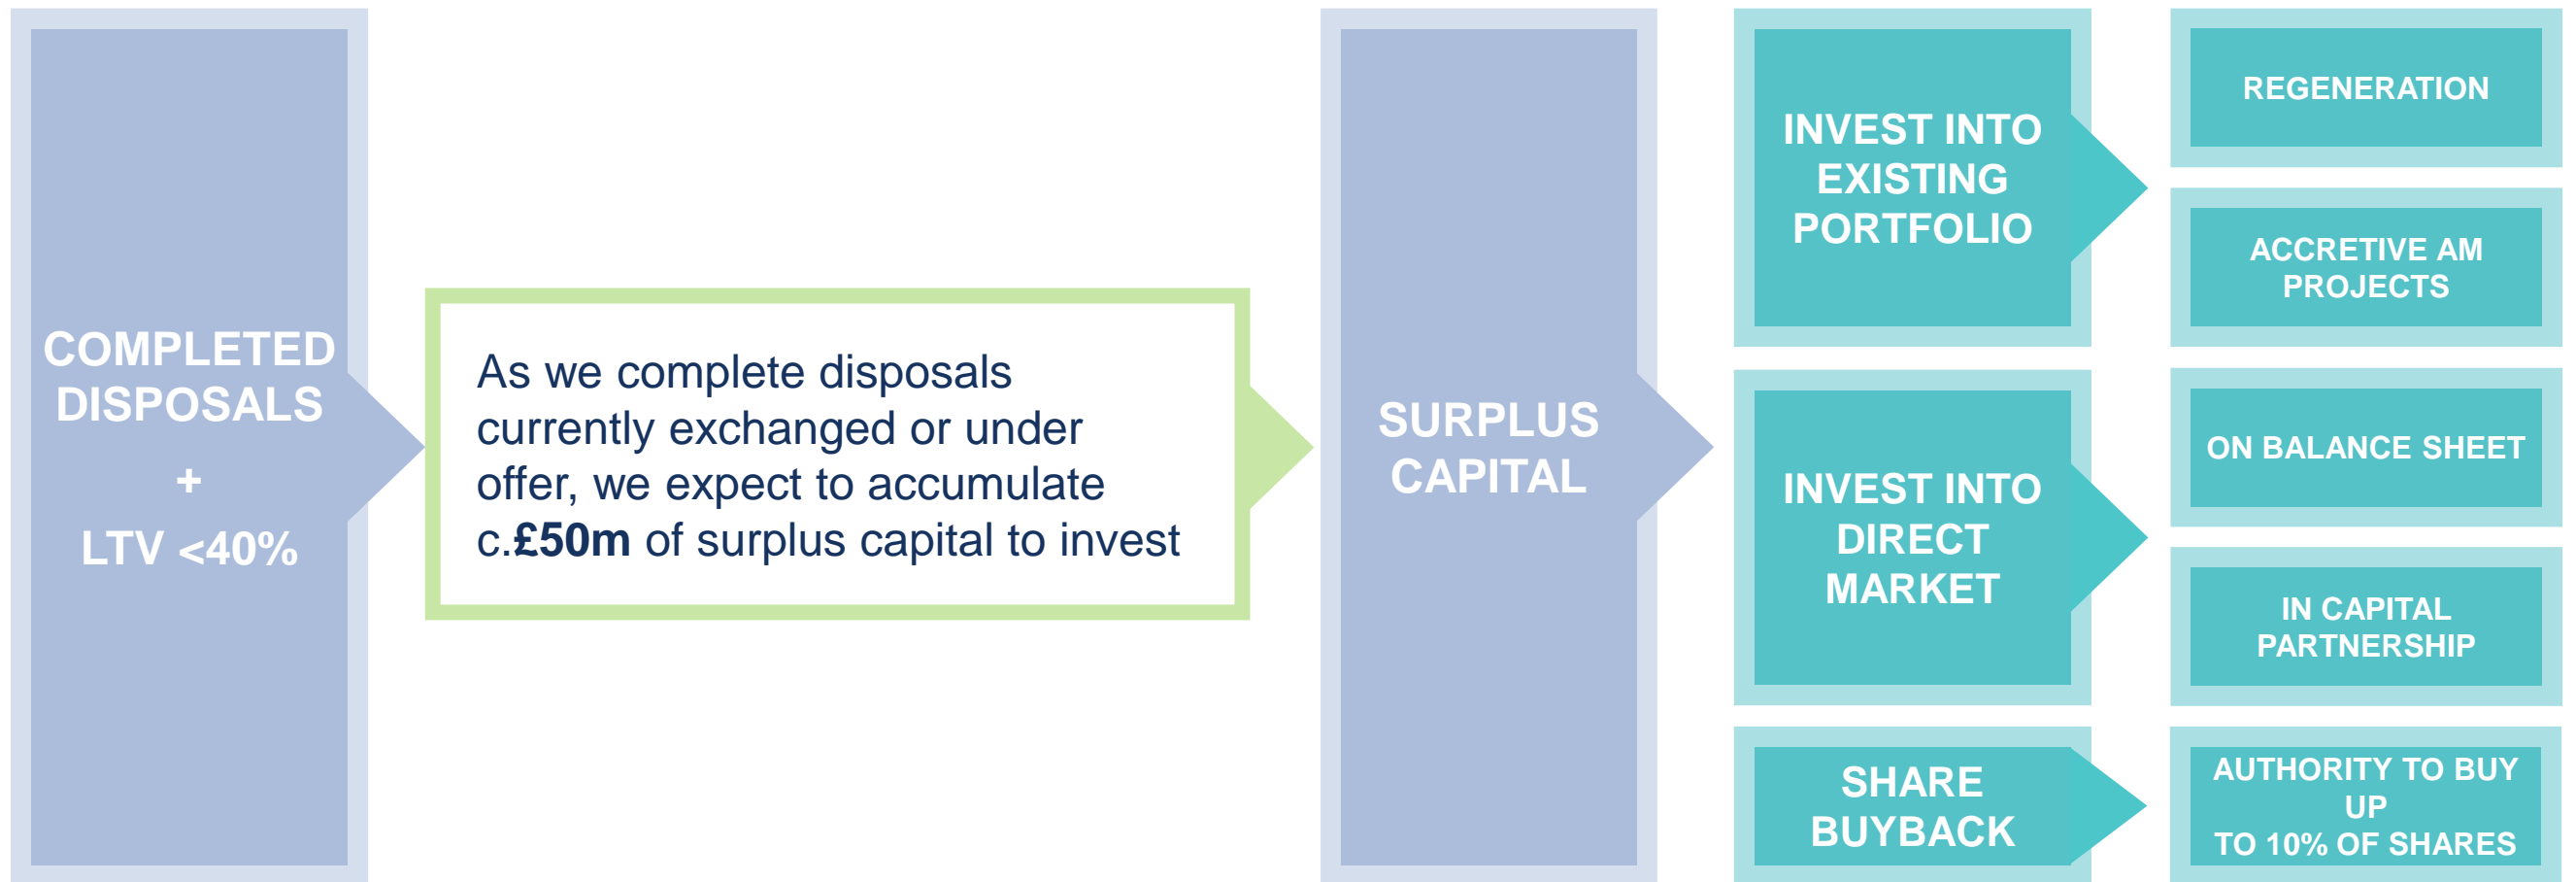 COMPLETED
DISPOSALS
+
LTV <40%
As we complete disposals
currently exchanged or under
offer, we expect to accumulate
c.£50m of surplus capital to invest
SURPLUS
CAPITAL
INVEST INTO
EXISTING
PORTFOLIO
REGENERATION
ACCRETIVE AM
PROJECTS
INVEST INTO
DIRECT
MARKET
ON BALANCE SHEET
IN CAPITAL
PARTNERSHIP
SHARE
BUYBACK
AUTHORITY TO BUY
UP
TO 10% OF SHARES